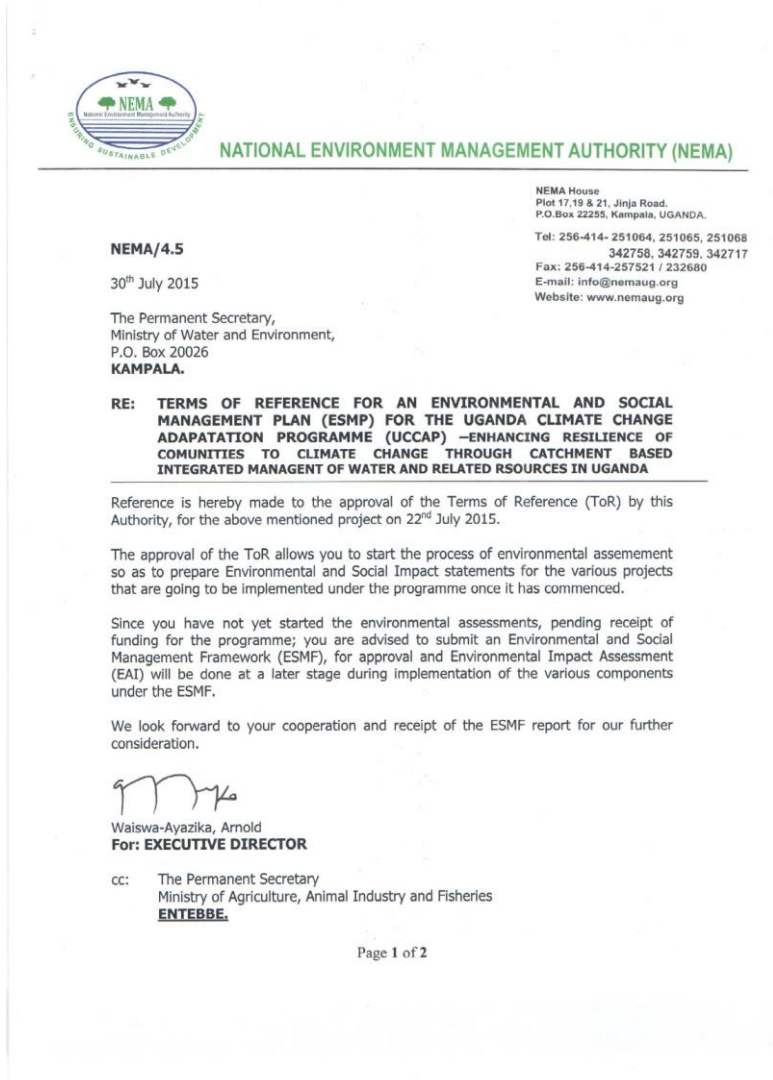 NEMA
National Environment Management Authority
ENSURING SUSTAINABLE DEVELOPMENT
NATIONAL ENVIRONMENT MANAGEMENT AUTHORITY (NEMA)
NEMA House
Plot 17,19 & 21, Jinja Road.
P.O.Box 22255, Kampala, UGANDA.
Tel: 256-414- 251064, 251065, 251068
342758, 342759, 342717
Fax: 256-414-257521 / 232680
E-mail: info@nemaug.org
Website: www.nemaug.org
NEMA/4.5
30th July 2015
The Permanent Secretary,
Ministry of Water and Environment,
P.O. Box 20026
KAMPALA.
RE: TERMS OF REFERENCE FOR AN ENVIRONMENTAL AND SOCIAL
MANAGEMENT PLAN (ESMP) FOR THE UGANDA CLIMATE CHANGE
ADAPATATION PROGRAMME (UCCAP) –ENHANCING RESILIENCE OF
COMUNITIES TO CLIMATE CHANGE THROUGH CATCHMENT BASED
INTEGRATED MANAGENT OF WATER AND RELATED RSOURCES IN UGANDA
Reference is hereby made to the approval of the Terms of Reference (ToR) by this
Authority, for the above mentioned project on 22nd July 2015.
The approval of the ToR allows you to start the process of environmental assemement
so as to prepare Environmental and Social Impact statements for the various projects
that are going to be implemented under the programme once it has commenced.
Since you have not yet started the environmental assessments, pending receipt of
funding for the programme; you are advised to submit an Environmental and Social
Management Framework (ESMF), for approval and Environmental Impact Assessment
(EAI) will be done at a later stage during implementation of the various components
under the ESMF.
We look forward to your cooperation and receipt of the ESMF report for our further
consideration.
Waiswa-Ayazika, Arnold
For: EXECUTIVE DIRECTOR
cc: The Permanent Secretary
Ministry of Agriculture, Animal Industry and Fisheries
ENTEBBE.
Page 1 of 2